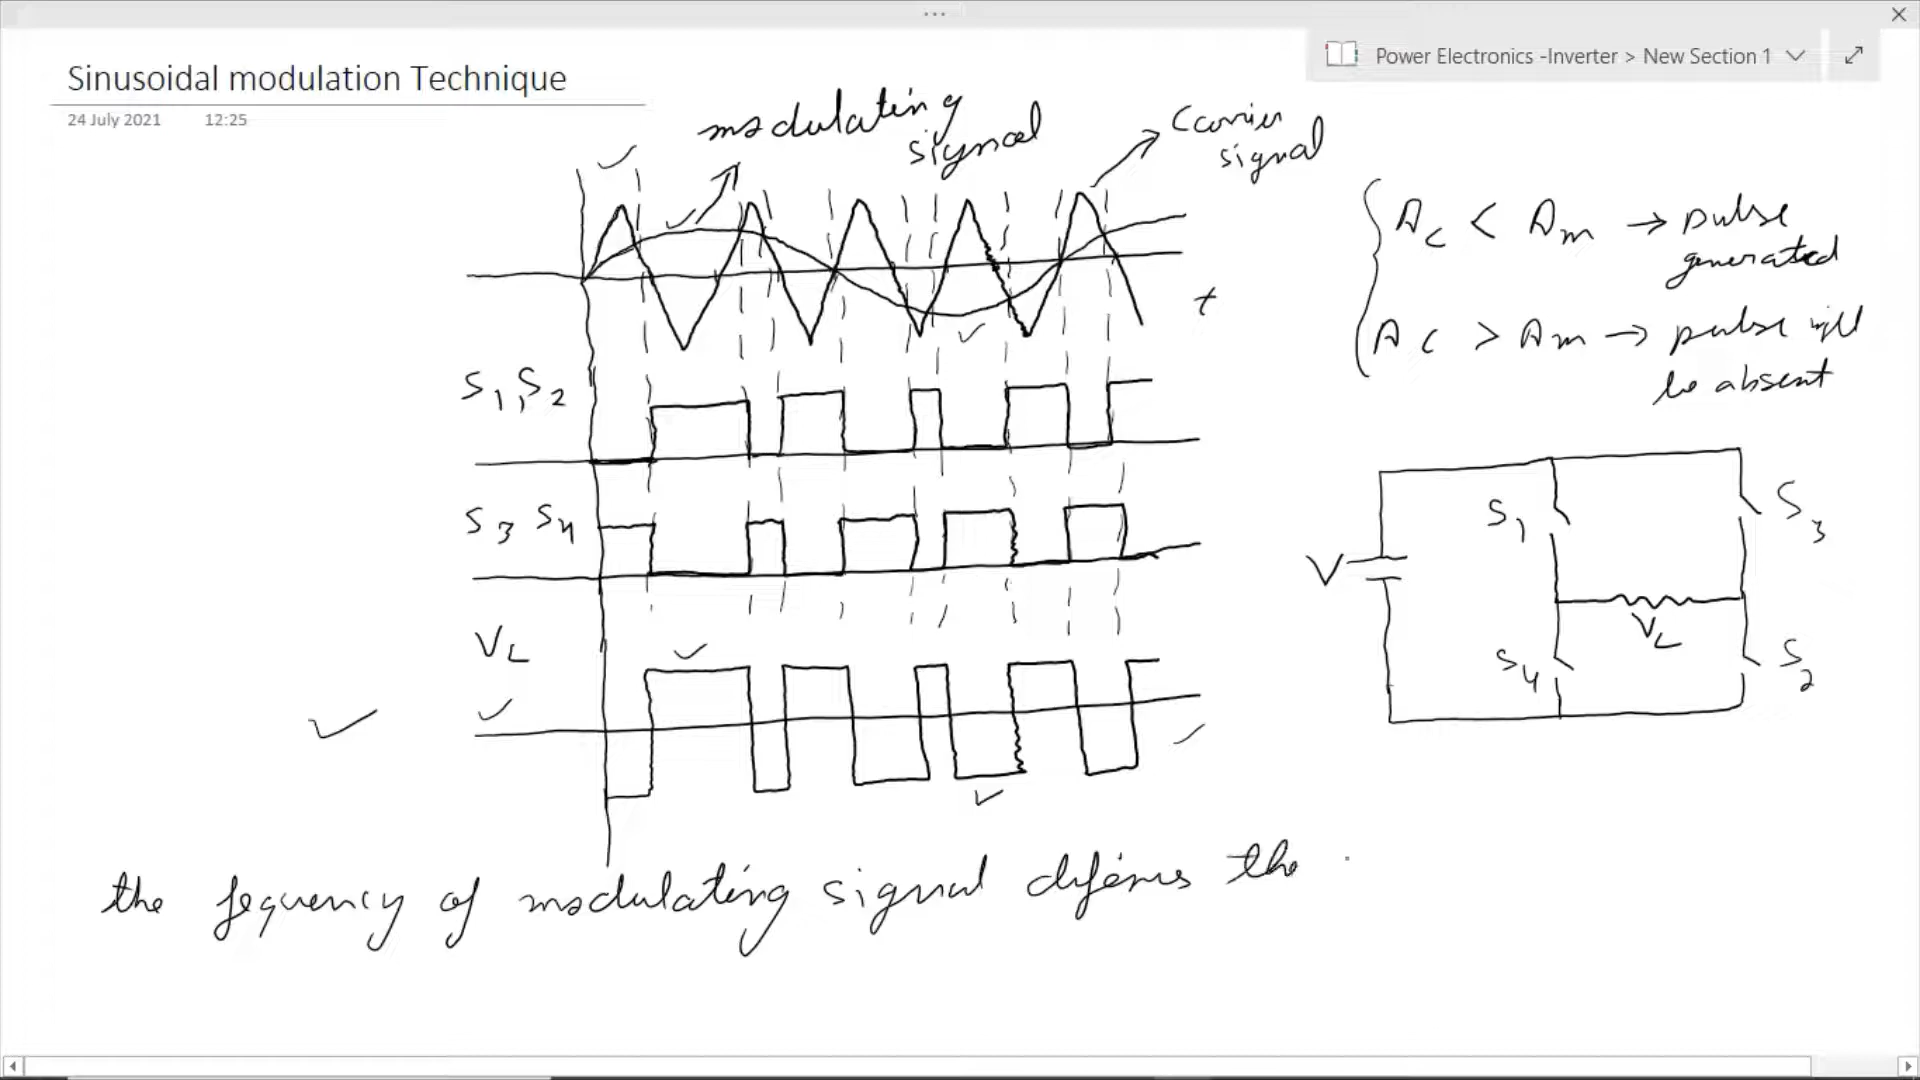 Power Electronics -Inverter > New Section 1
Sinusoidal modulation Technique
24 July 2021 12:25
modulating
signal
Carrier
signal
Ac < Am → pulse
generated
Ac > Am → pulse will
be absent
t
S1, S2
S3 S4
VL
V
S1
S3
VL
S4
S2
the fequency of modulating signal defines the